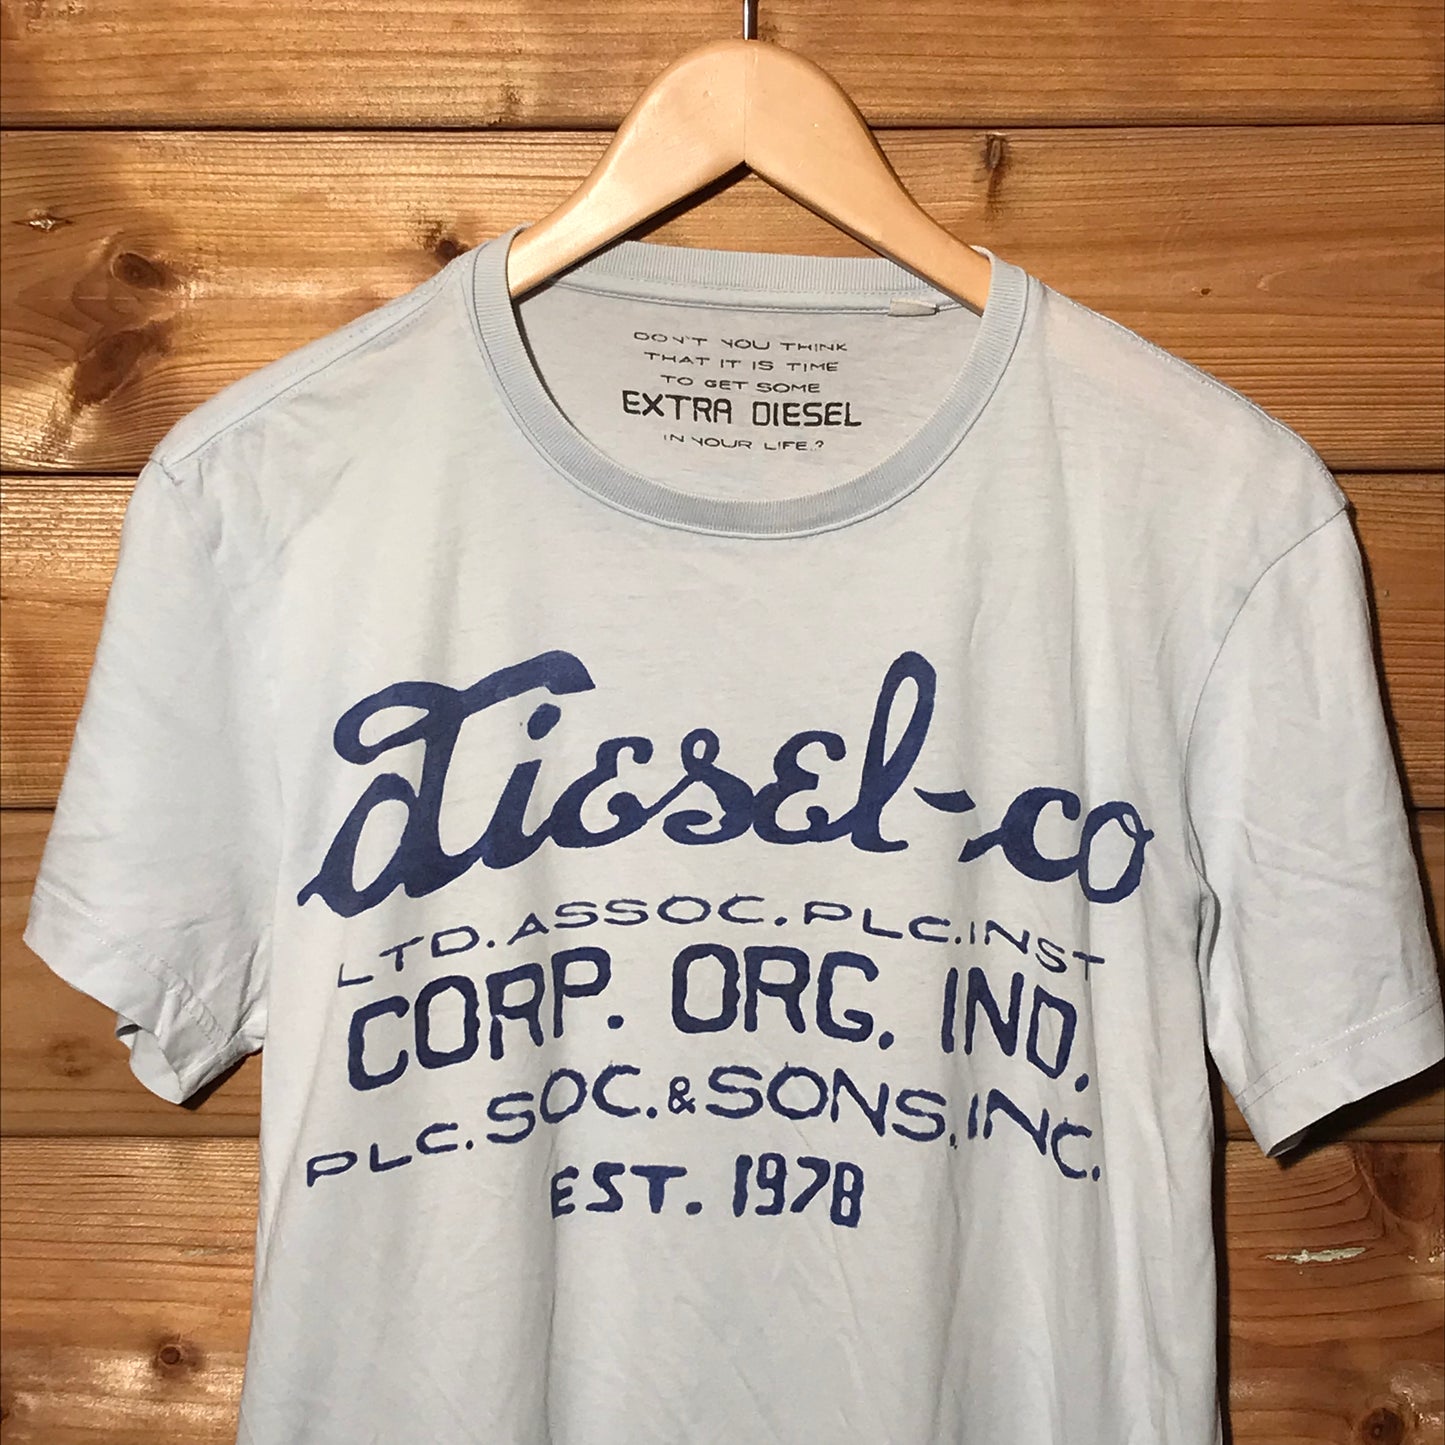 DON'T YOU THINK
THAT IT IS TIME
TO GET SOME
EXTRA DIESEL
IN YOUR LIFE..?
diesel-co
LTD. ASSOC. PLC. INST
CORP. ORG. IND.
PLC. SOC. & SONS, INC.
EST. 1978